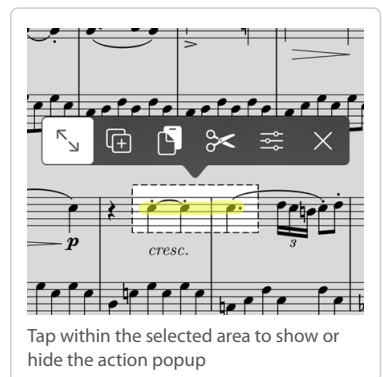 p
cresc.
3
Tap within the selected area to show or
hide the action popup